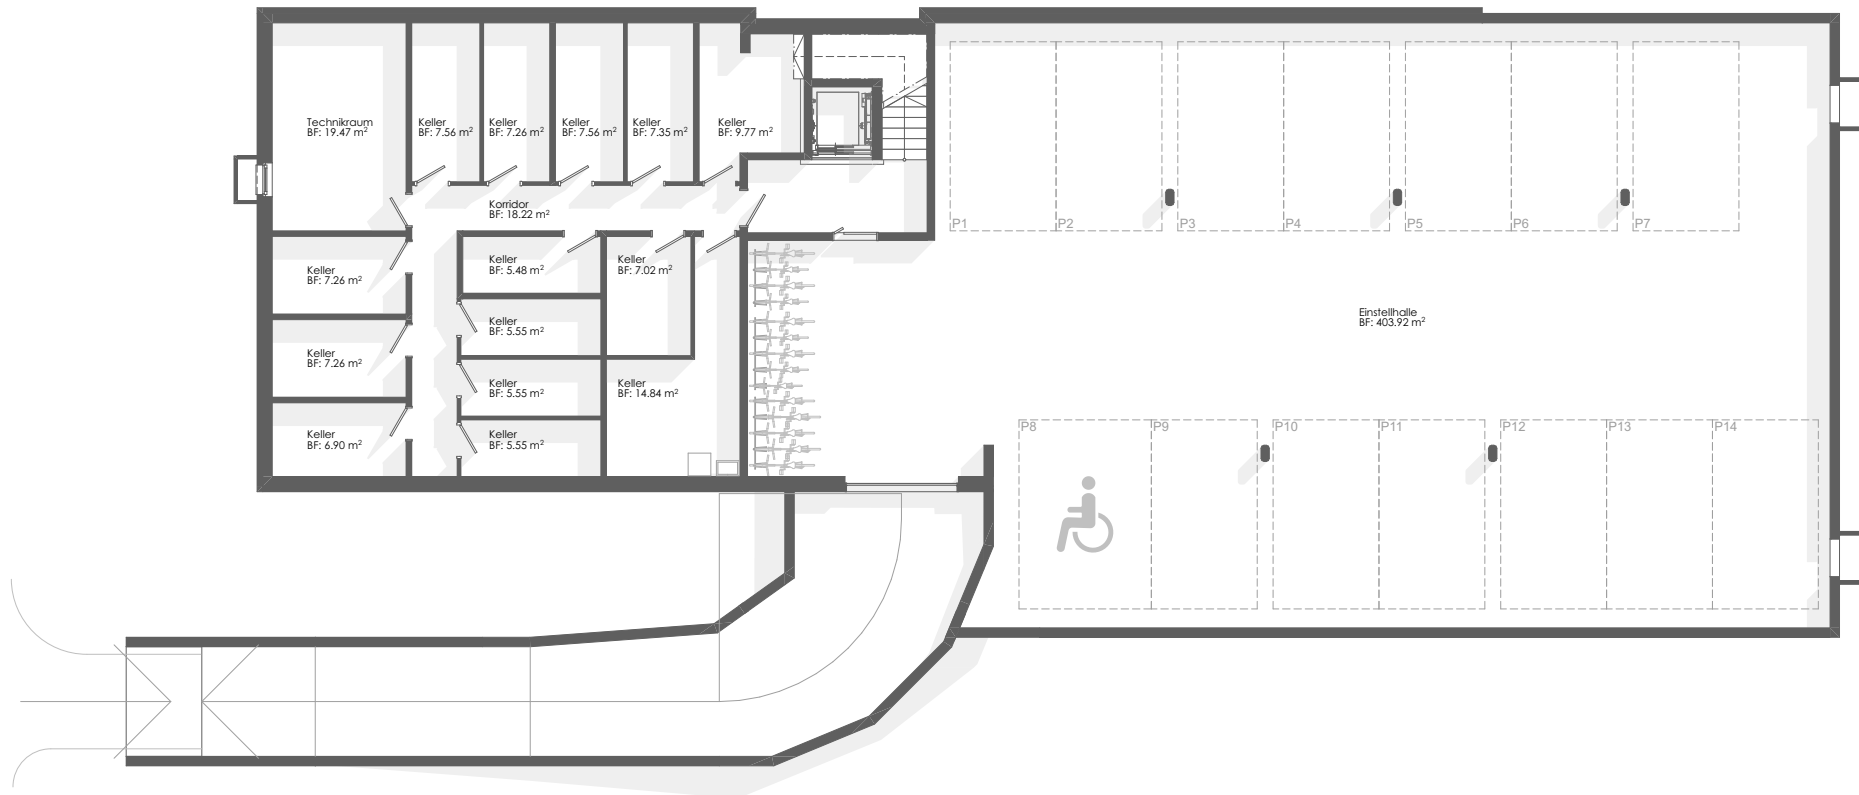 Technikraum
BF: 19.47 m²
Keller
BF: 7.56 m²
Keller
BF: 7.26 m²
Keller
BF: 7.56 m²
Keller
BF: 7.35 m²
Keller
BF: 9.77 m²
Korridor
BF: 18.22 m²
P1
P2
P3
P4
P5
P6
P7
Keller
BF: 7.26 m²
Keller
BF: 5.48 m²
Keller
BF: 7.02 m²
Keller
BF: 5.55 m²
Einstellhalle
BF: 403.92 m²
Keller
BF: 7.26 m²
Keller
BF: 5.55 m²
Keller
BF: 14.84 m²
Keller
BF: 6.90 m²
Keller
BF: 5.55 m²
P8
P9
P10
P11
P12
P13
P14